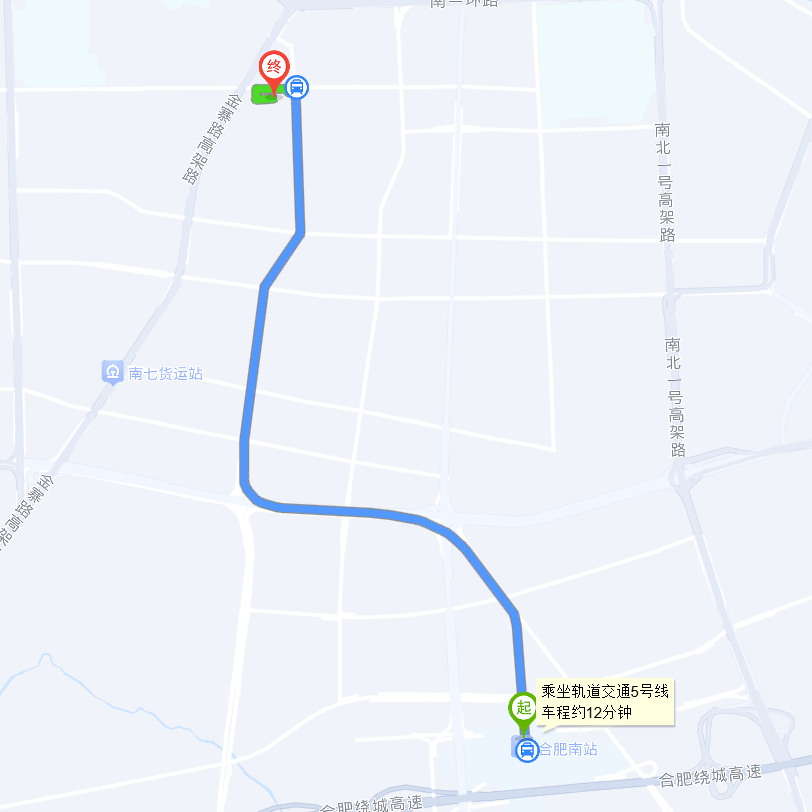 南二环路
终
金寨路高架路
南北一号高架路
南北一号高架路
南七货运站
金寨路高架
起
乘坐轨道交通5号线
车程约12分钟
合肥南站
合肥绕城高速
合肥绕城高速